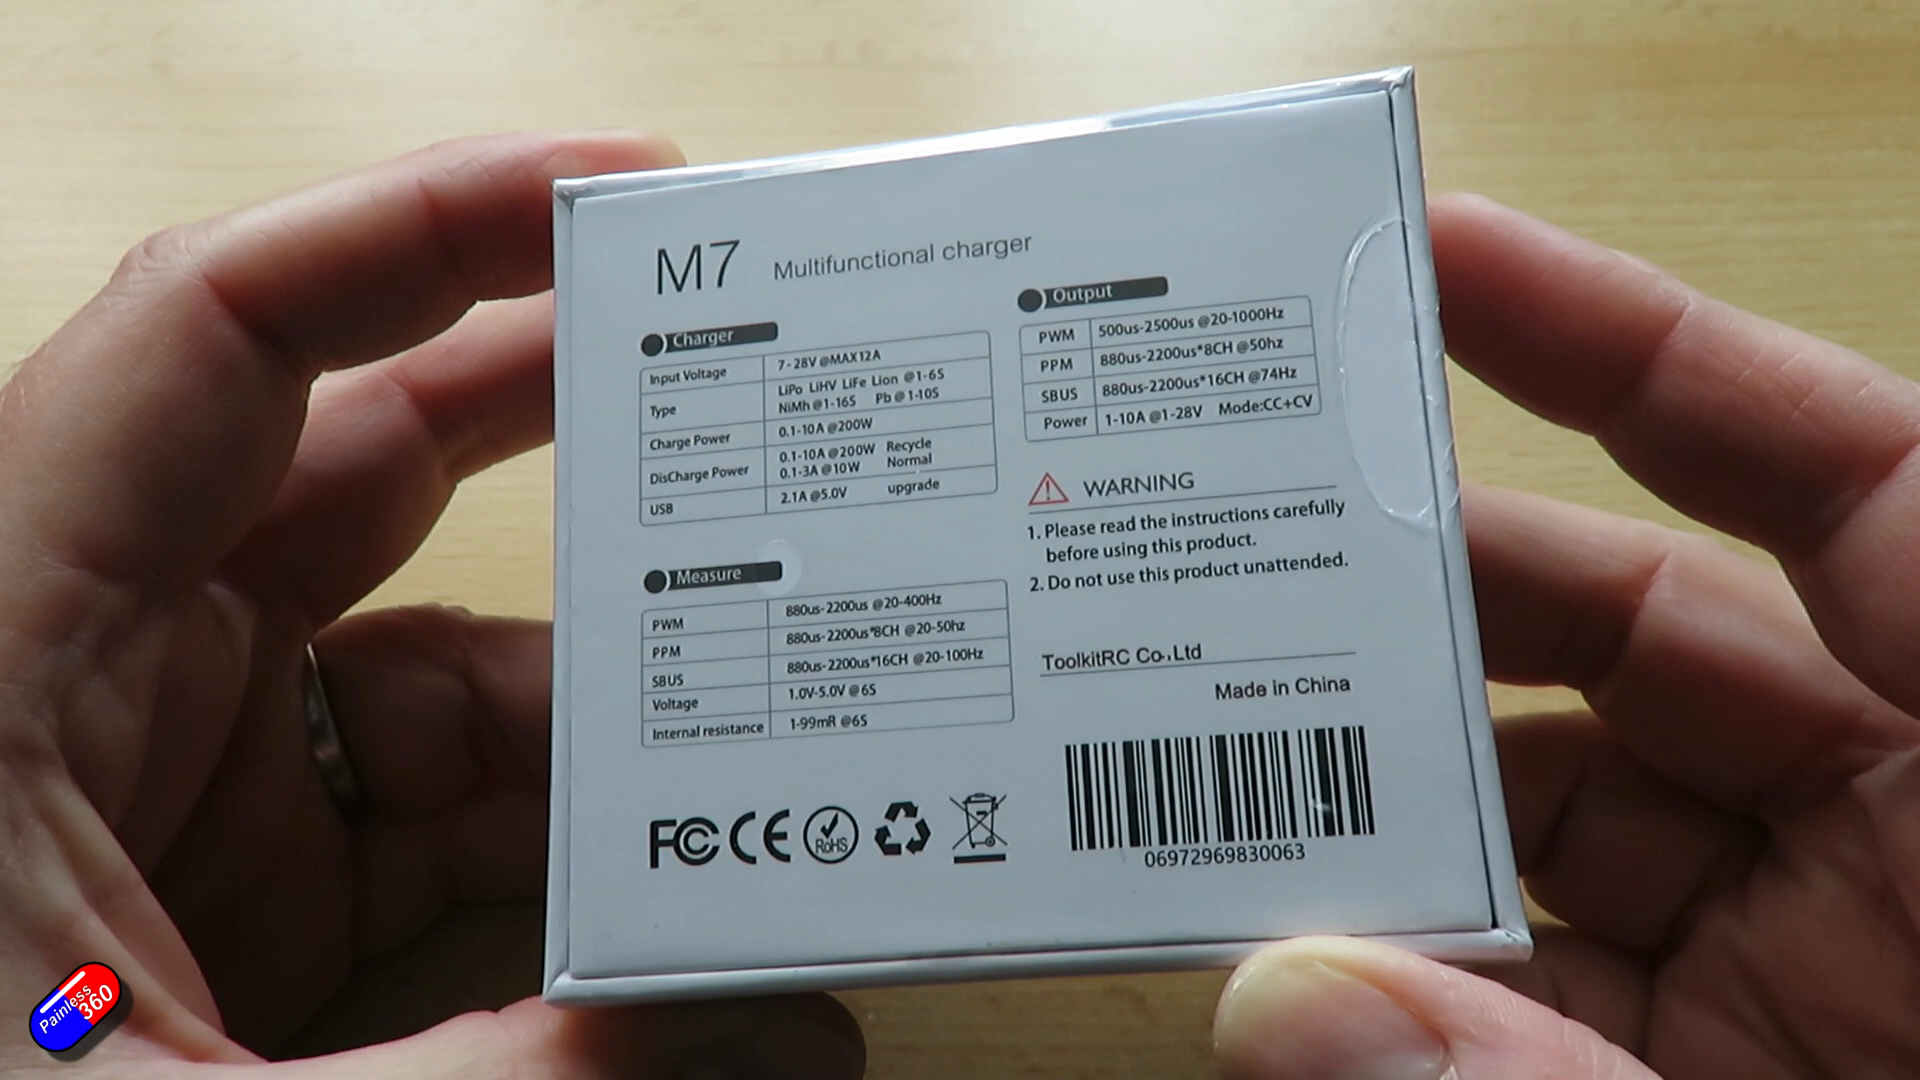 M7 Multifunctional charger
Charger
Input Voltage 7-28V @MAX12A
Type LiPo LiHV LiFe Lion @1-6S
NiMh@1-16S Pb@1-10S
Charge Power 0.1-10A@200W
DisCharge Power 0.1-10A@200W Recycle
0.1-3A@10W Normal
USB 2.1A@5.0V upgrade
Measure
PWM 880us-2200us @20-400Hz
PPM 880us-2200us*8CH @20-50hz
SBUS 880us-2200us*16CH @20-100Hz
Voltage 1.0V-5.0V @6S
Internal resistance 1-99mR @6S
FC CE RoHS
Output
PWM 500us-2500us @20-1000Hz
PPM 880us-2200us*8CH @50hz
SBUS 880us-2200us*16CH @74Hz
Power 1-10A @1-28V Mode:CC+CV
WARNING
1. Please read the instructions carefully
before using this product.
2. Do not use this product unattended.
ToolkitRC Co.,Ltd
Made in China
06972969830063
Painless
360